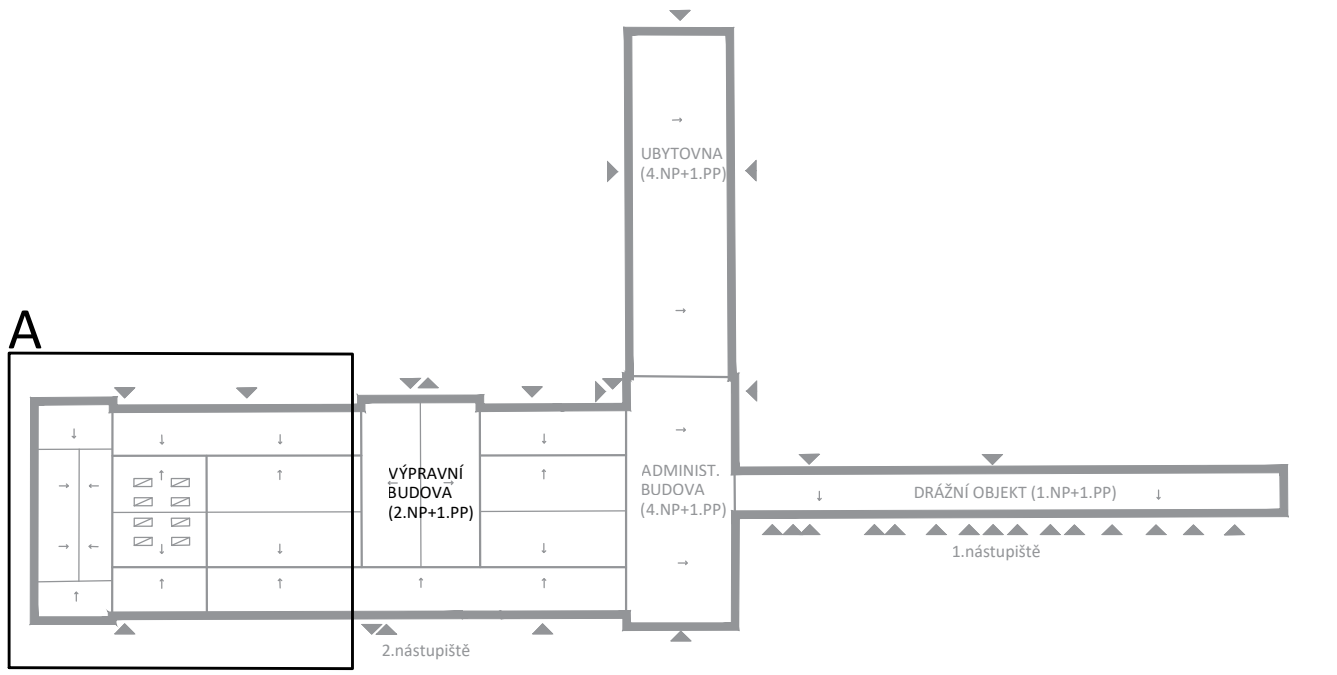 UBYTOVNA
(4.NP+1.PP)
A
VÝPRAVNÍ
BUDOVA
(2.NP+1.PP)
ADMINIST.
BUDOVA
(4.NP+1.PP)
DRÁŽNÍ OBJEKT (1.NP+1.PP)
1.nástupiště
2.nástupiště